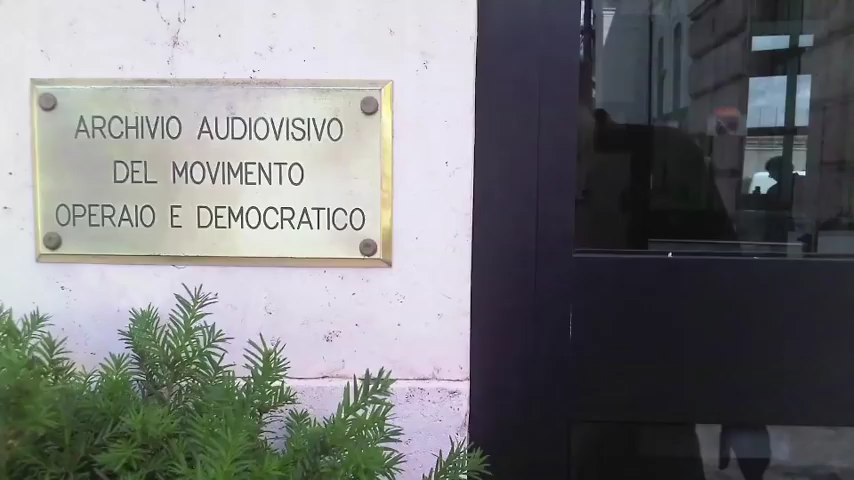 ARCHIVIO AUDIOVISIVO
DEL MOVIMENTO
OPERAIO E DEMOCRATICO